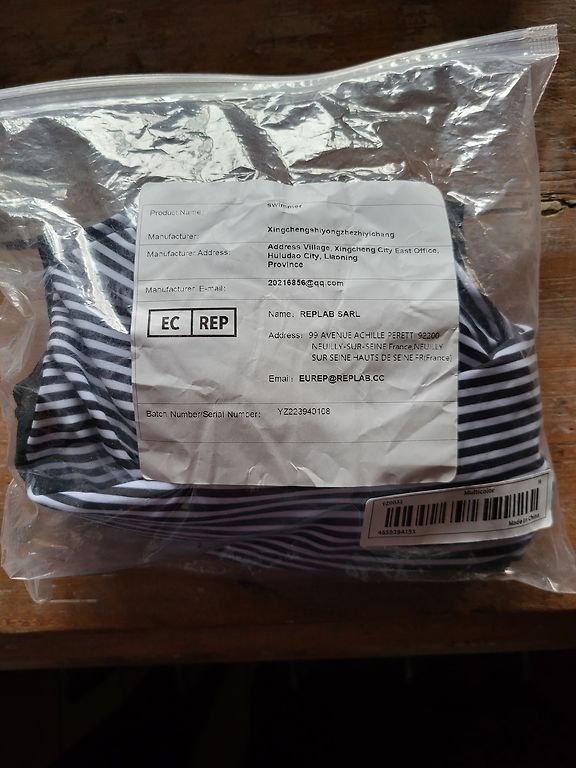 Product Name: swimmer
Manufacturer: Xingchengshiyongzhezhiyichang
Manufacturer Address: Address Village, Xingcheng City East Office,
Huludao City, Liaoning
Province
Manufacturer E-mail: 20216856@qq.com
EC REP
Name: REPLAB SARL
Address: 99 AVENUE ACHILLE PERETT 92200
NEUILLY-SUR-SEINE France,NEUILLY
SUR SEINE HAUTS DE SEINE FR(France)
Email: EUREP@REPLAB.CC
Batch Number/Serial Number: YZ223940108
Multicolor
Made in China